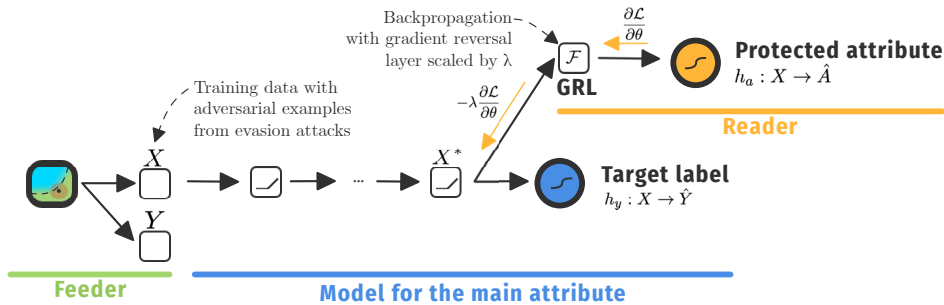 Backpropagation
with gradient reversal
layer scaled by λ
∂ℒ
∂θ
ℱ
GRL
Protected attribute
hₐ : X → Â
Reader
Training data with
adversarial examples
from evasion attacks
−λ ∂ℒ
∂θ
X
X*
...
Target label
h_y : X → Ŷ
Y
Feeder
Model for the main attribute